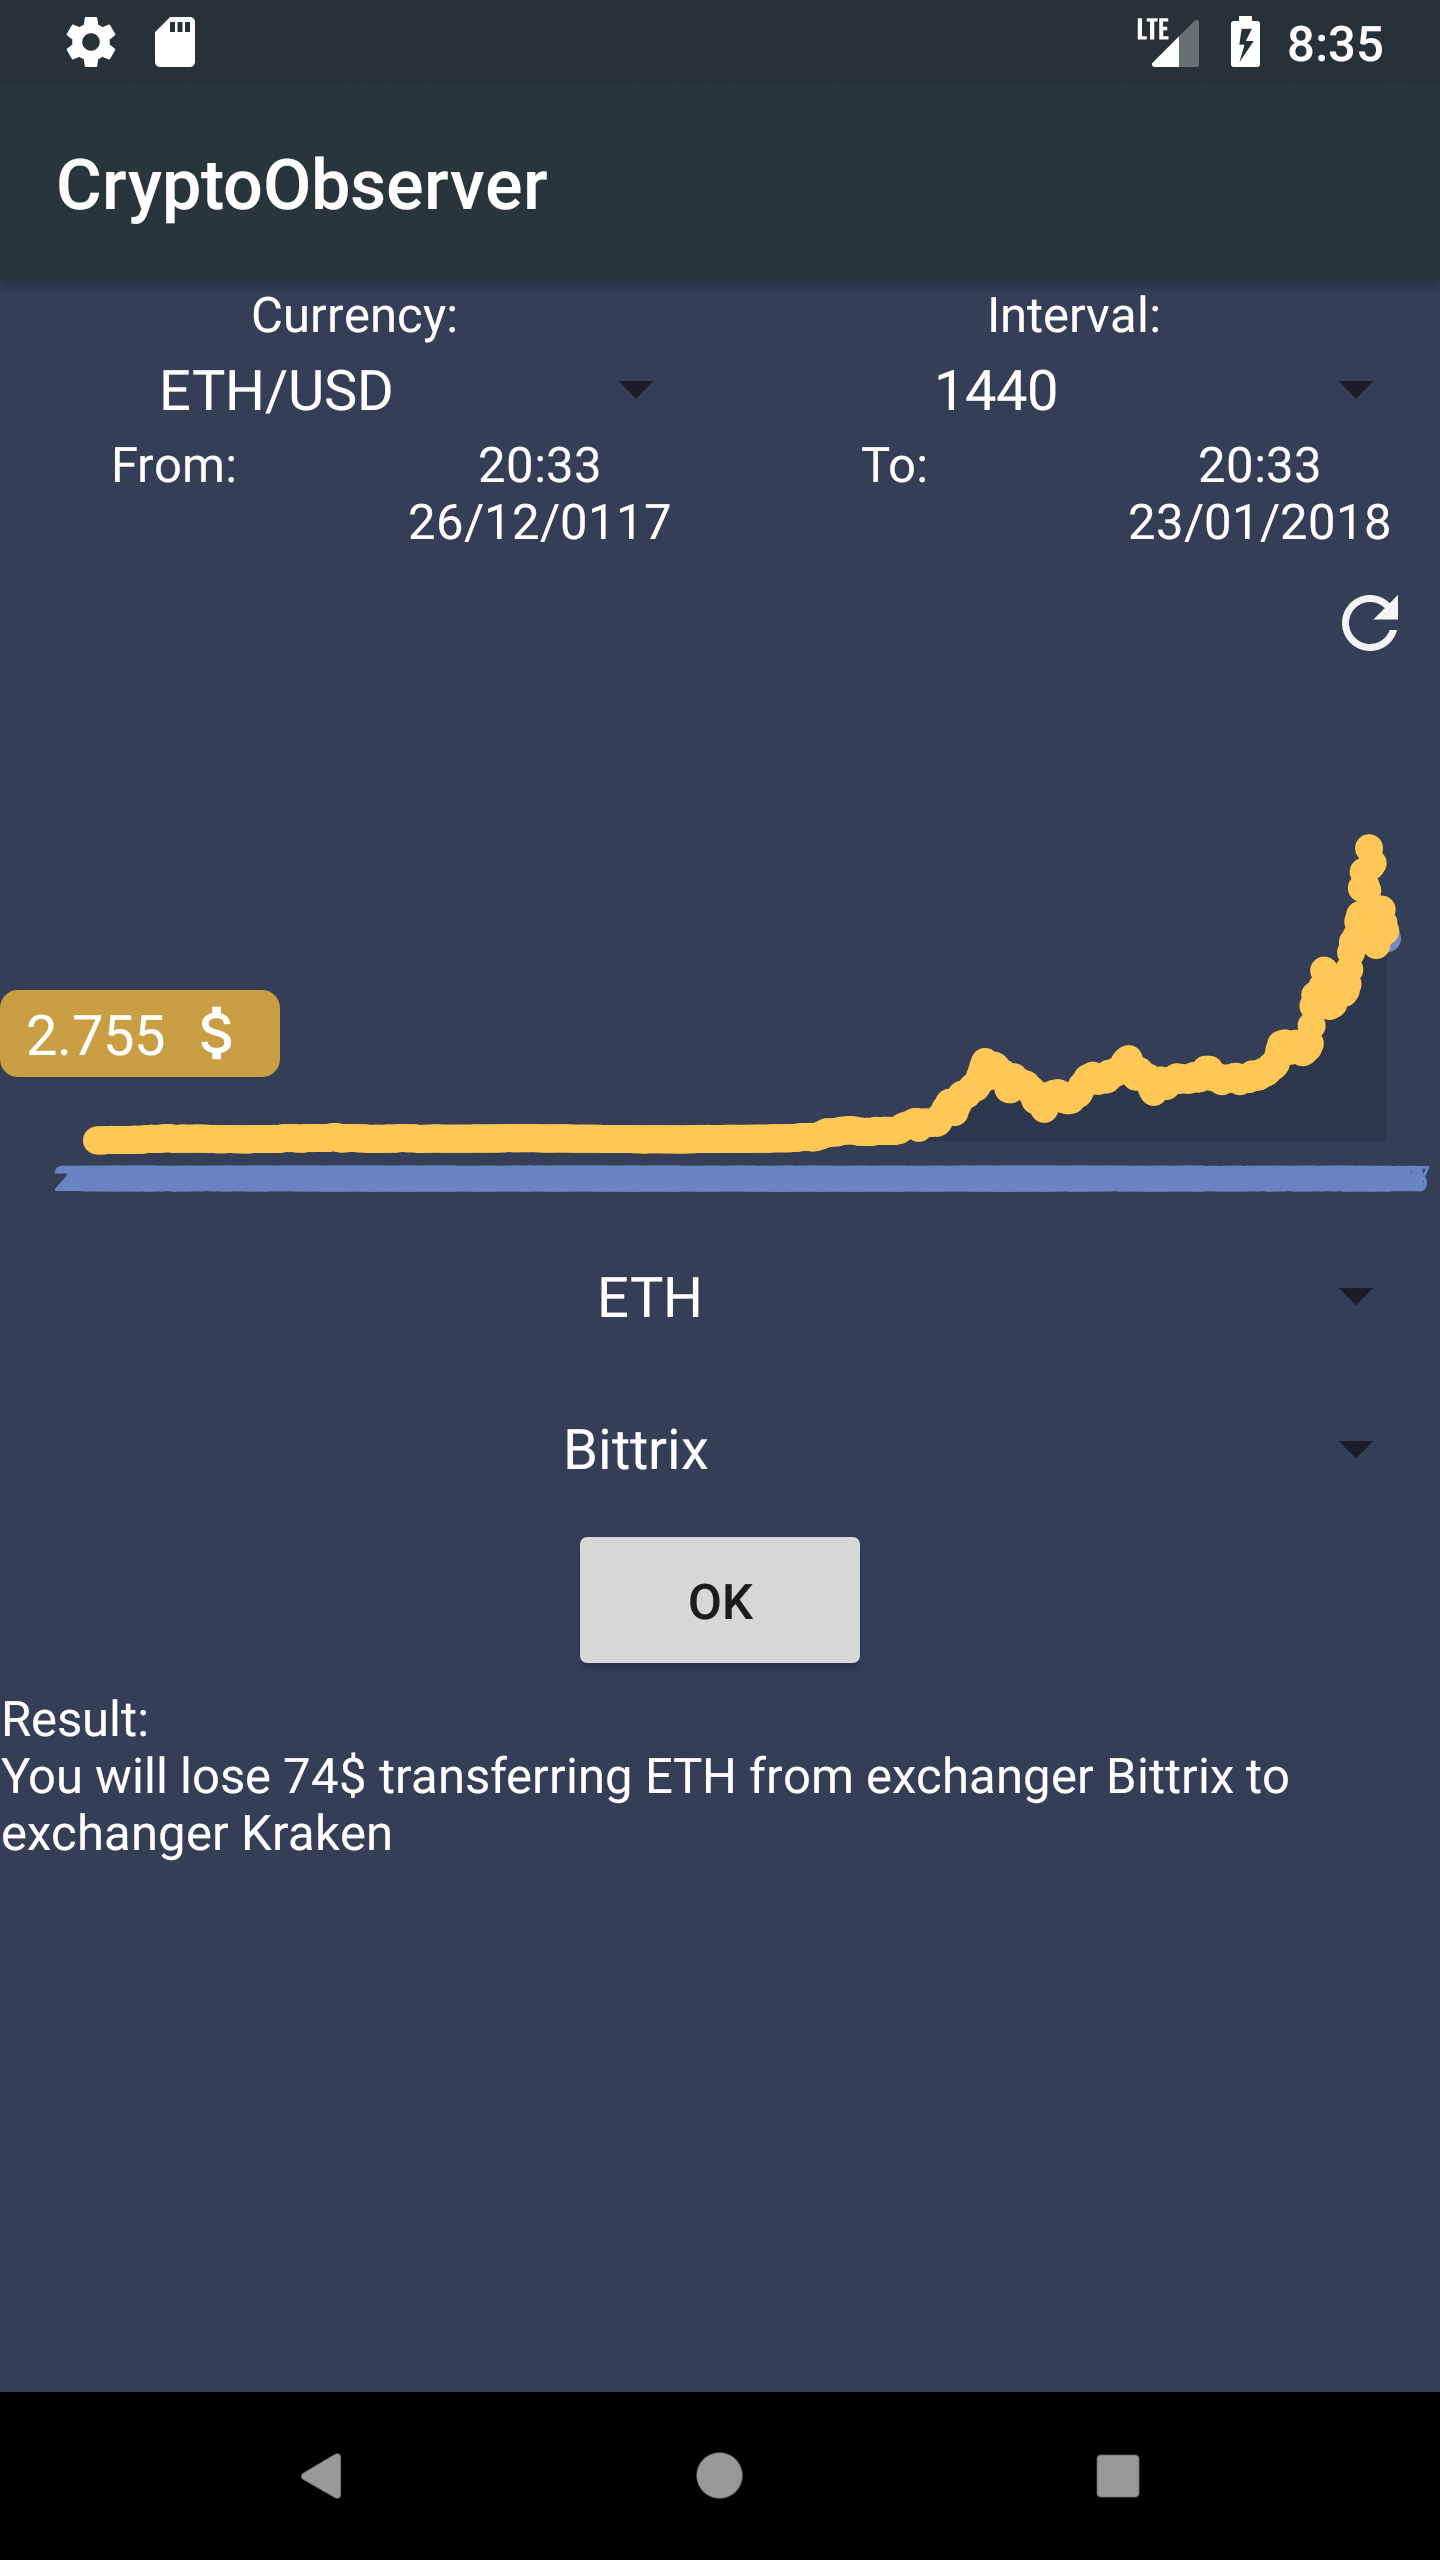 LTE 8:35
CryptoObserver
Currency: Interval:
ETH/USD 1440
From: 20:33 To: 20:33
26/12/0117 23/01/2018
2.755 $
ETH
Bittrix
OK
Result:
You will lose 74$ transferring ETH from exchanger Bittrix to
exchanger Kraken